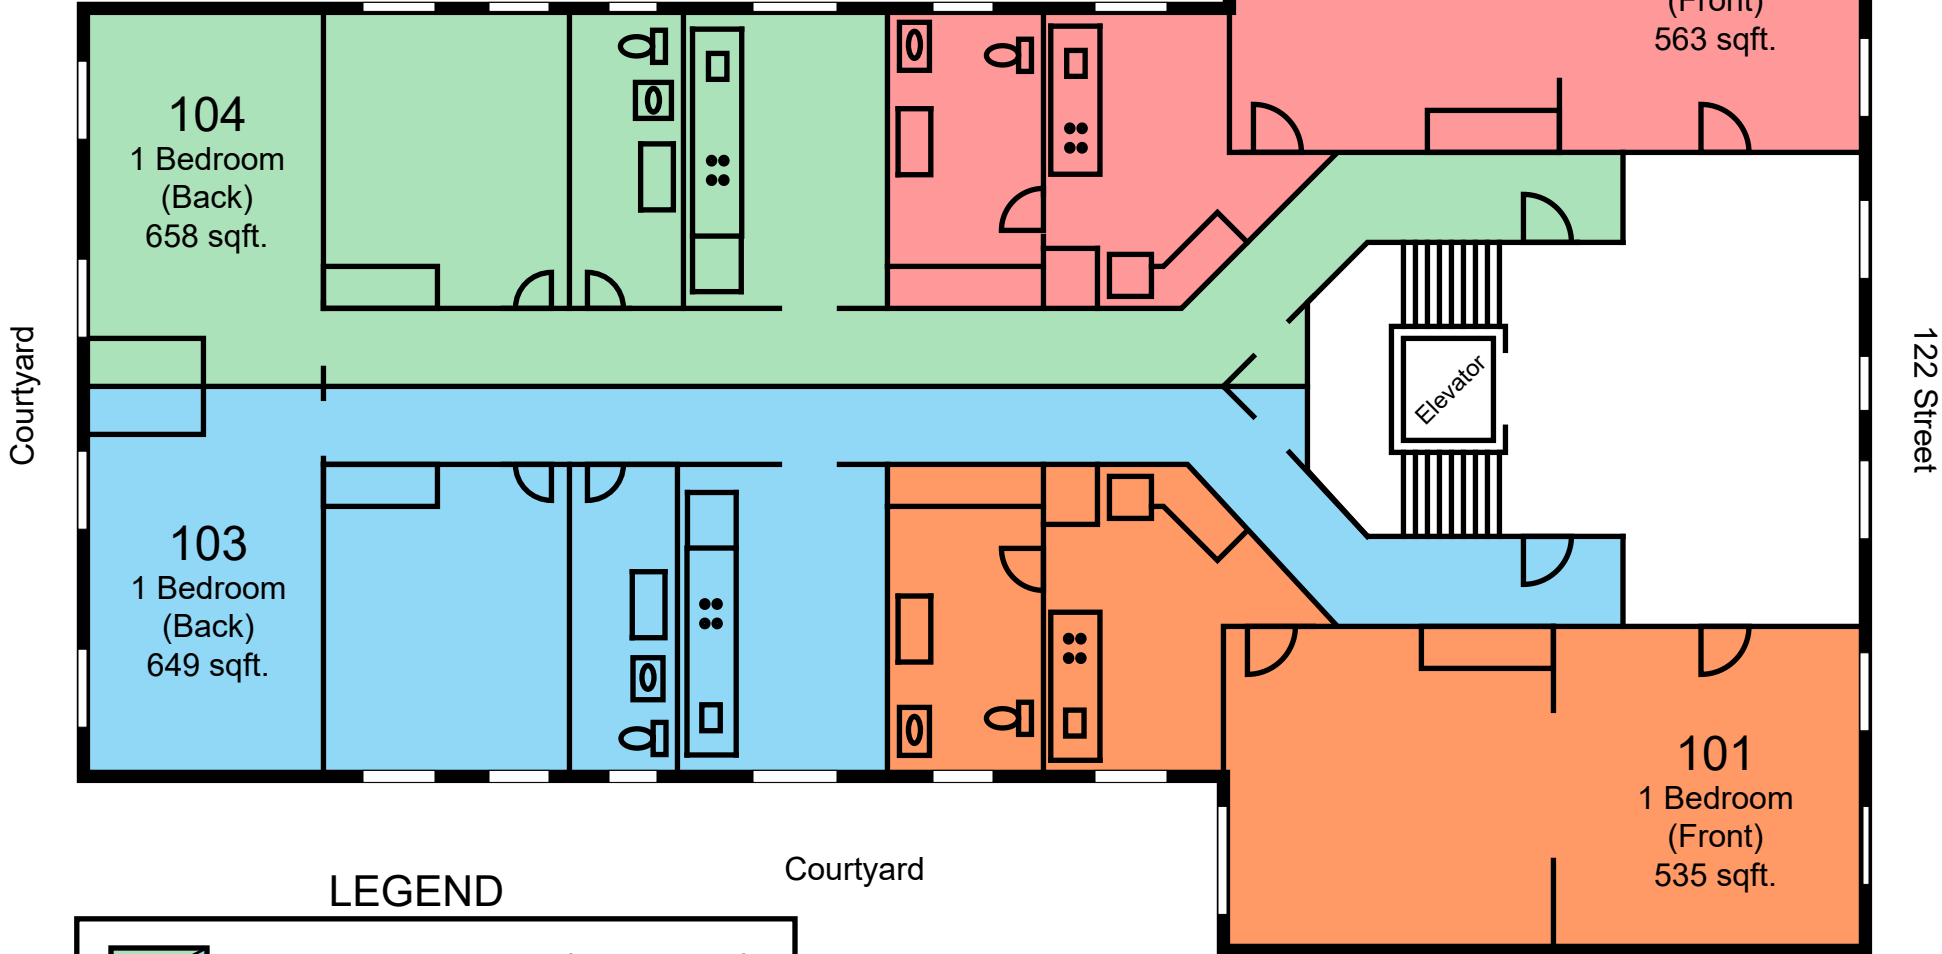 (Front)
563 sqft.
104
1 Bedroom
(Back)
658 sqft.
Courtyard
Elevator
122 Street
103
1 Bedroom
(Back)
649 sqft.
101
1 Bedroom
(Front)
535 sqft.
Courtyard
LEGEND